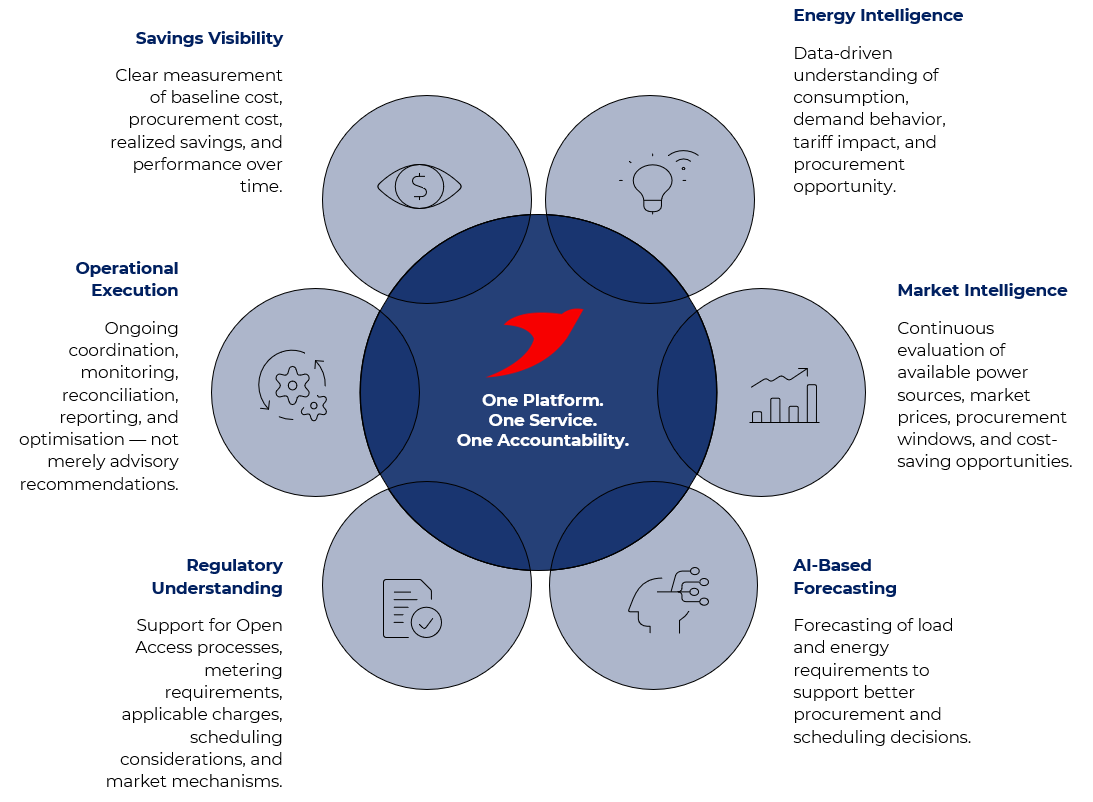 Savings Visibility
Clear measurement
of baseline cost,
procurement cost,
realized savings, and
performance over
time.
Energy Intelligence
Data-driven
understanding of
consumption,
demand behavior,
tariff impact, and
procurement
opportunity.
Operational
Execution
Ongoing
coordination,
monitoring,
reconciliation,
reporting, and
optimisation — not
merely advisory
recommendations.
One Platform.
One Service.
One Accountability.
Market Intelligence
Continuous
evaluation of
available power
sources, market
prices, procurement
windows, and cost-
saving opportunities.
Regulatory
Understanding
Support for Open
Access processes,
metering
requirements,
applicable charges,
scheduling
considerations, and
market mechanisms.
AI-Based
Forecasting
Forecasting of load
and energy
requirements to
support better
procurement and
scheduling decisions.